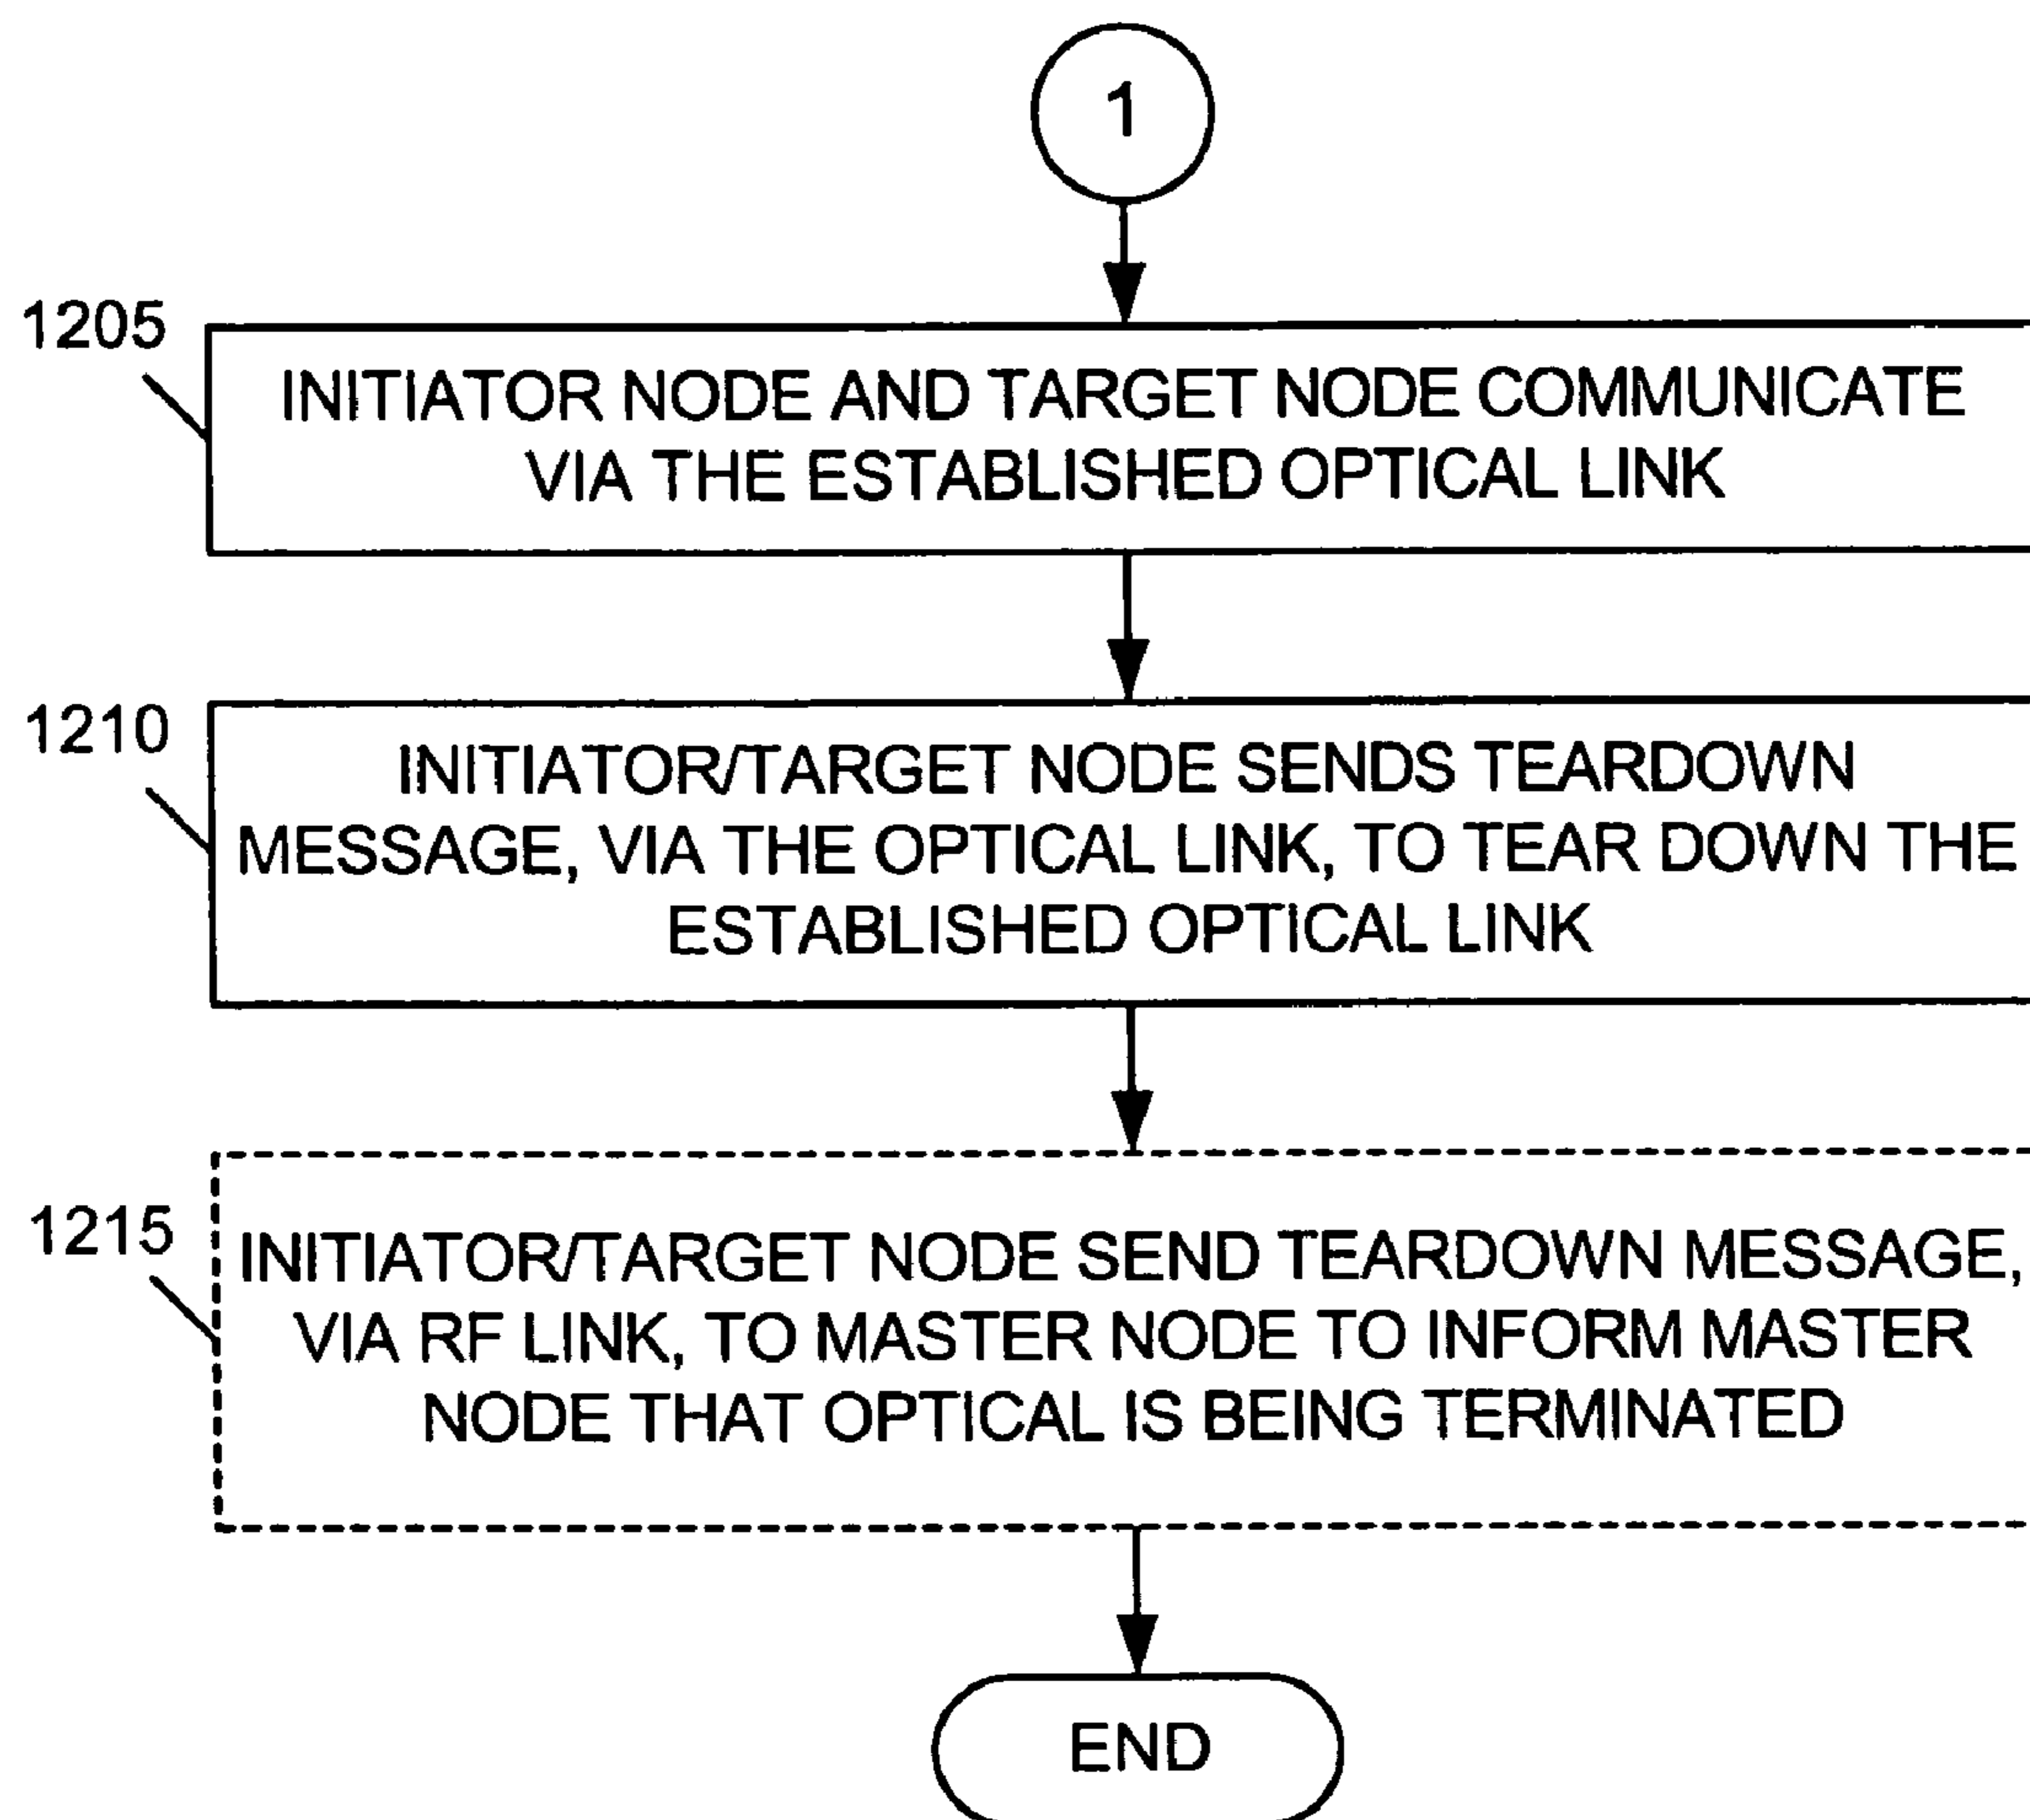 1
1205
INITIATOR NODE AND TARGET NODE COMMUNICATE
VIA THE ESTABLISHED OPTICAL LINK
1210
INITIATOR/TARGET NODE SENDS TEARDOWN
MESSAGE, VIA THE OPTICAL LINK, TO TEAR DOWN THE
ESTABLISHED OPTICAL LINK
1215
INITIATOR/TARGET NODE SEND TEARDOWN MESSAGE,
VIA RF LINK, TO MASTER NODE TO INFORM MASTER
NODE THAT OPTICAL IS BEING TERMINATED
END